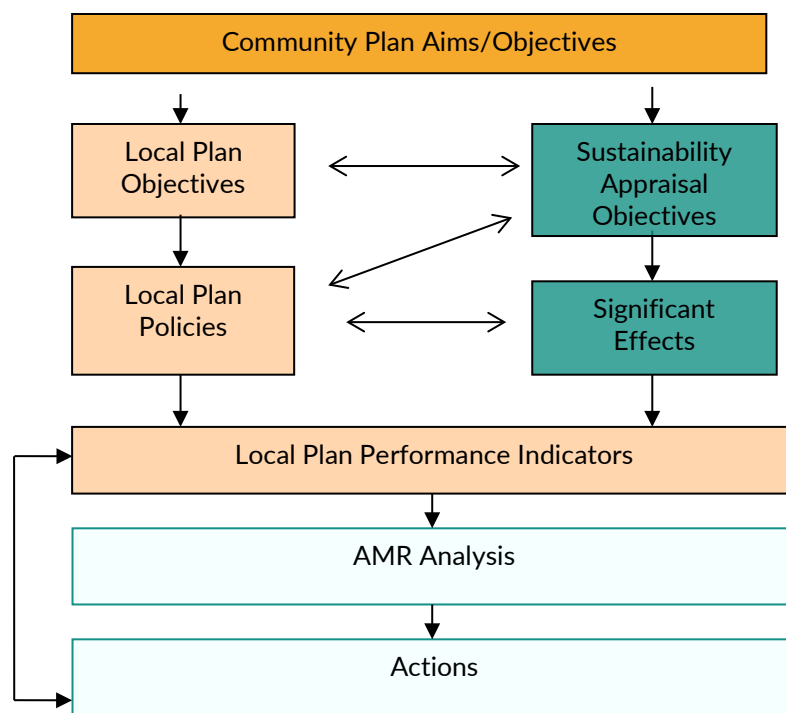 Community Plan Aims/Objectives
Local Plan
Objectives
Sustainability
Appraisal
Objectives
Local Plan
Policies
Significant
Effects
Local Plan Performance Indicators
AMR Analysis
Actions